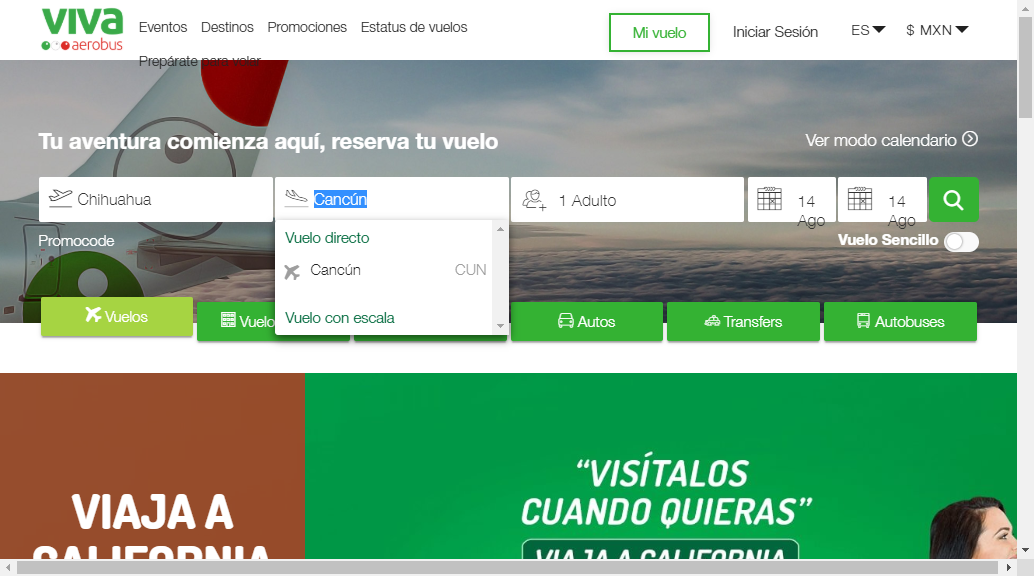 viva
aerobus
Eventos Destinos Promociones Estatus de vuelos
Prepárate para volar
Mi vuelo
Iniciar Sesión
ES
$ MXN
Tu aventura comienza aquí, reserva tu vuelo
Ver modo calendario
Chihuahua
Cancún
1 Adulto
14
Ago
14
Ago
Promocode
Vuelo Sencillo
Vuelo directo
Cancún CUN
Vuelo con escala
Vuelos
Vuelo
Autos
Transfers
Autobuses
VIAJA A
CALIFORNIA
“VISÍTALOS
CUANDO QUIERAS”
VIAJA A CALIFORNIA